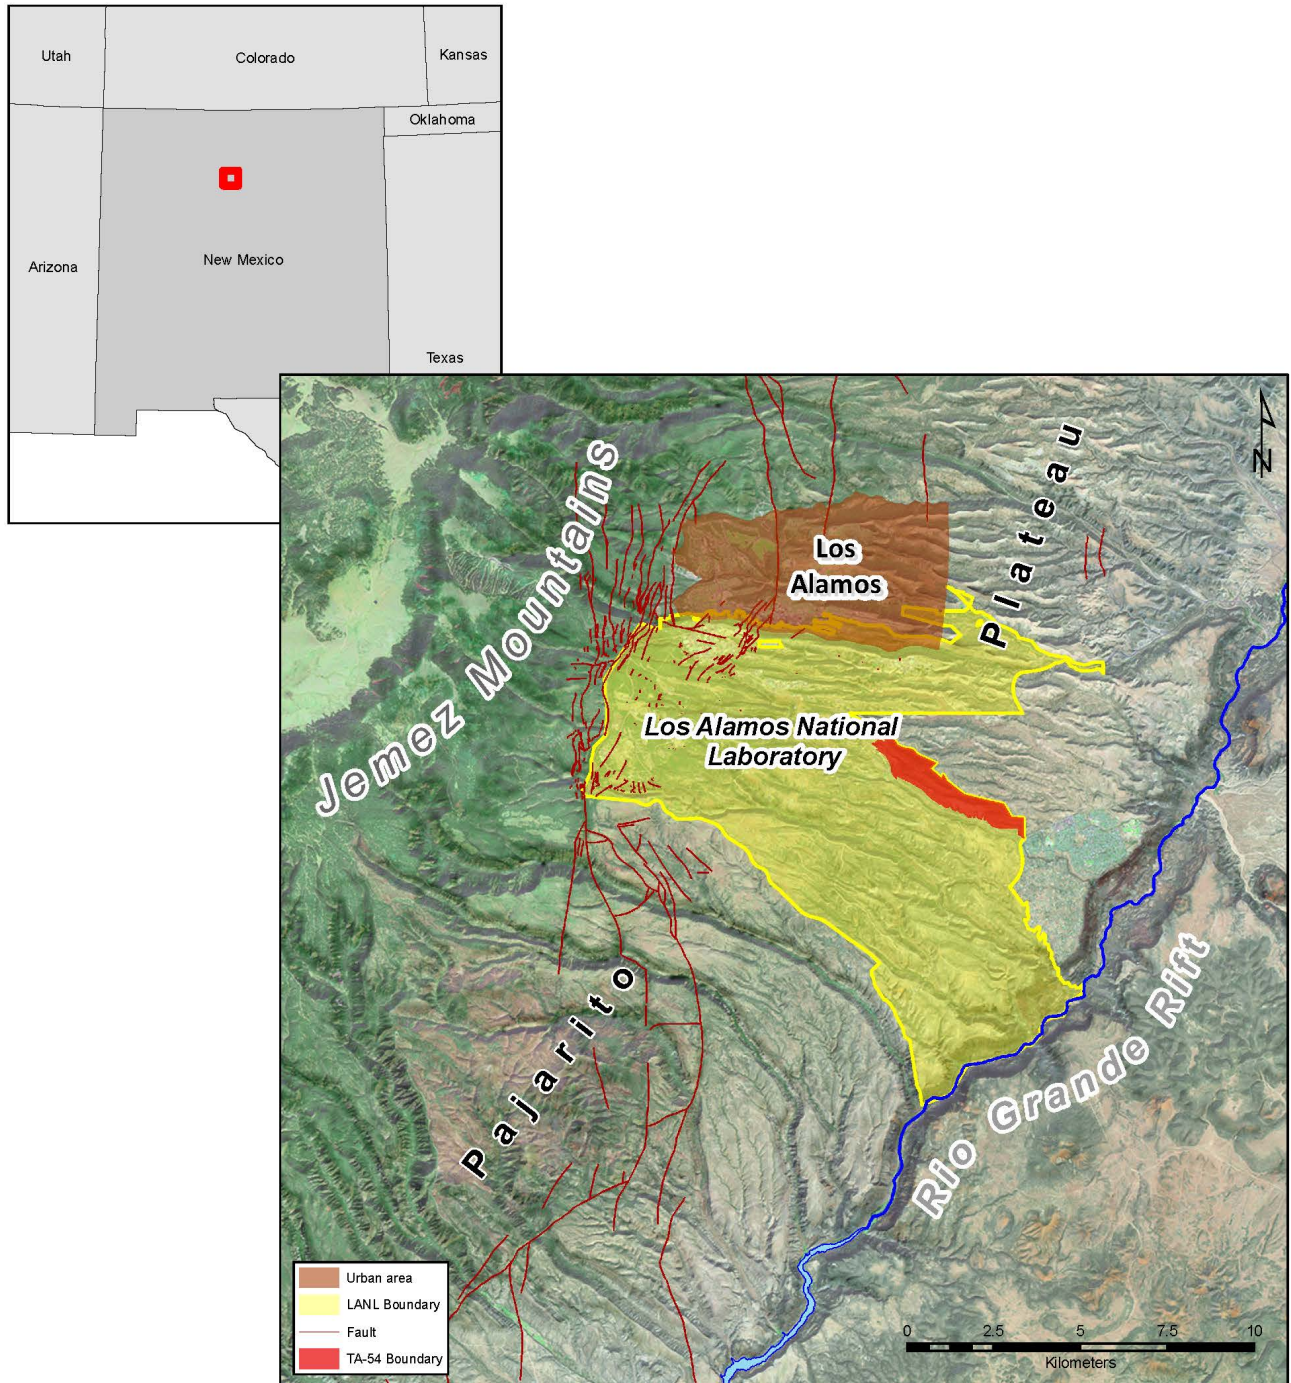 Utah
Colorado
Kansas
Oklahoma
Arizona
New Mexico
Texas
N
Jemez Mountains
Pajarito Plateau
Los
Alamos
Los Alamos National
Laboratory
Rio Grande Rift
Urban area
LANL Boundary
Fault
TA-54 Boundary
0 2.5 5 7.5 10
Kilometers